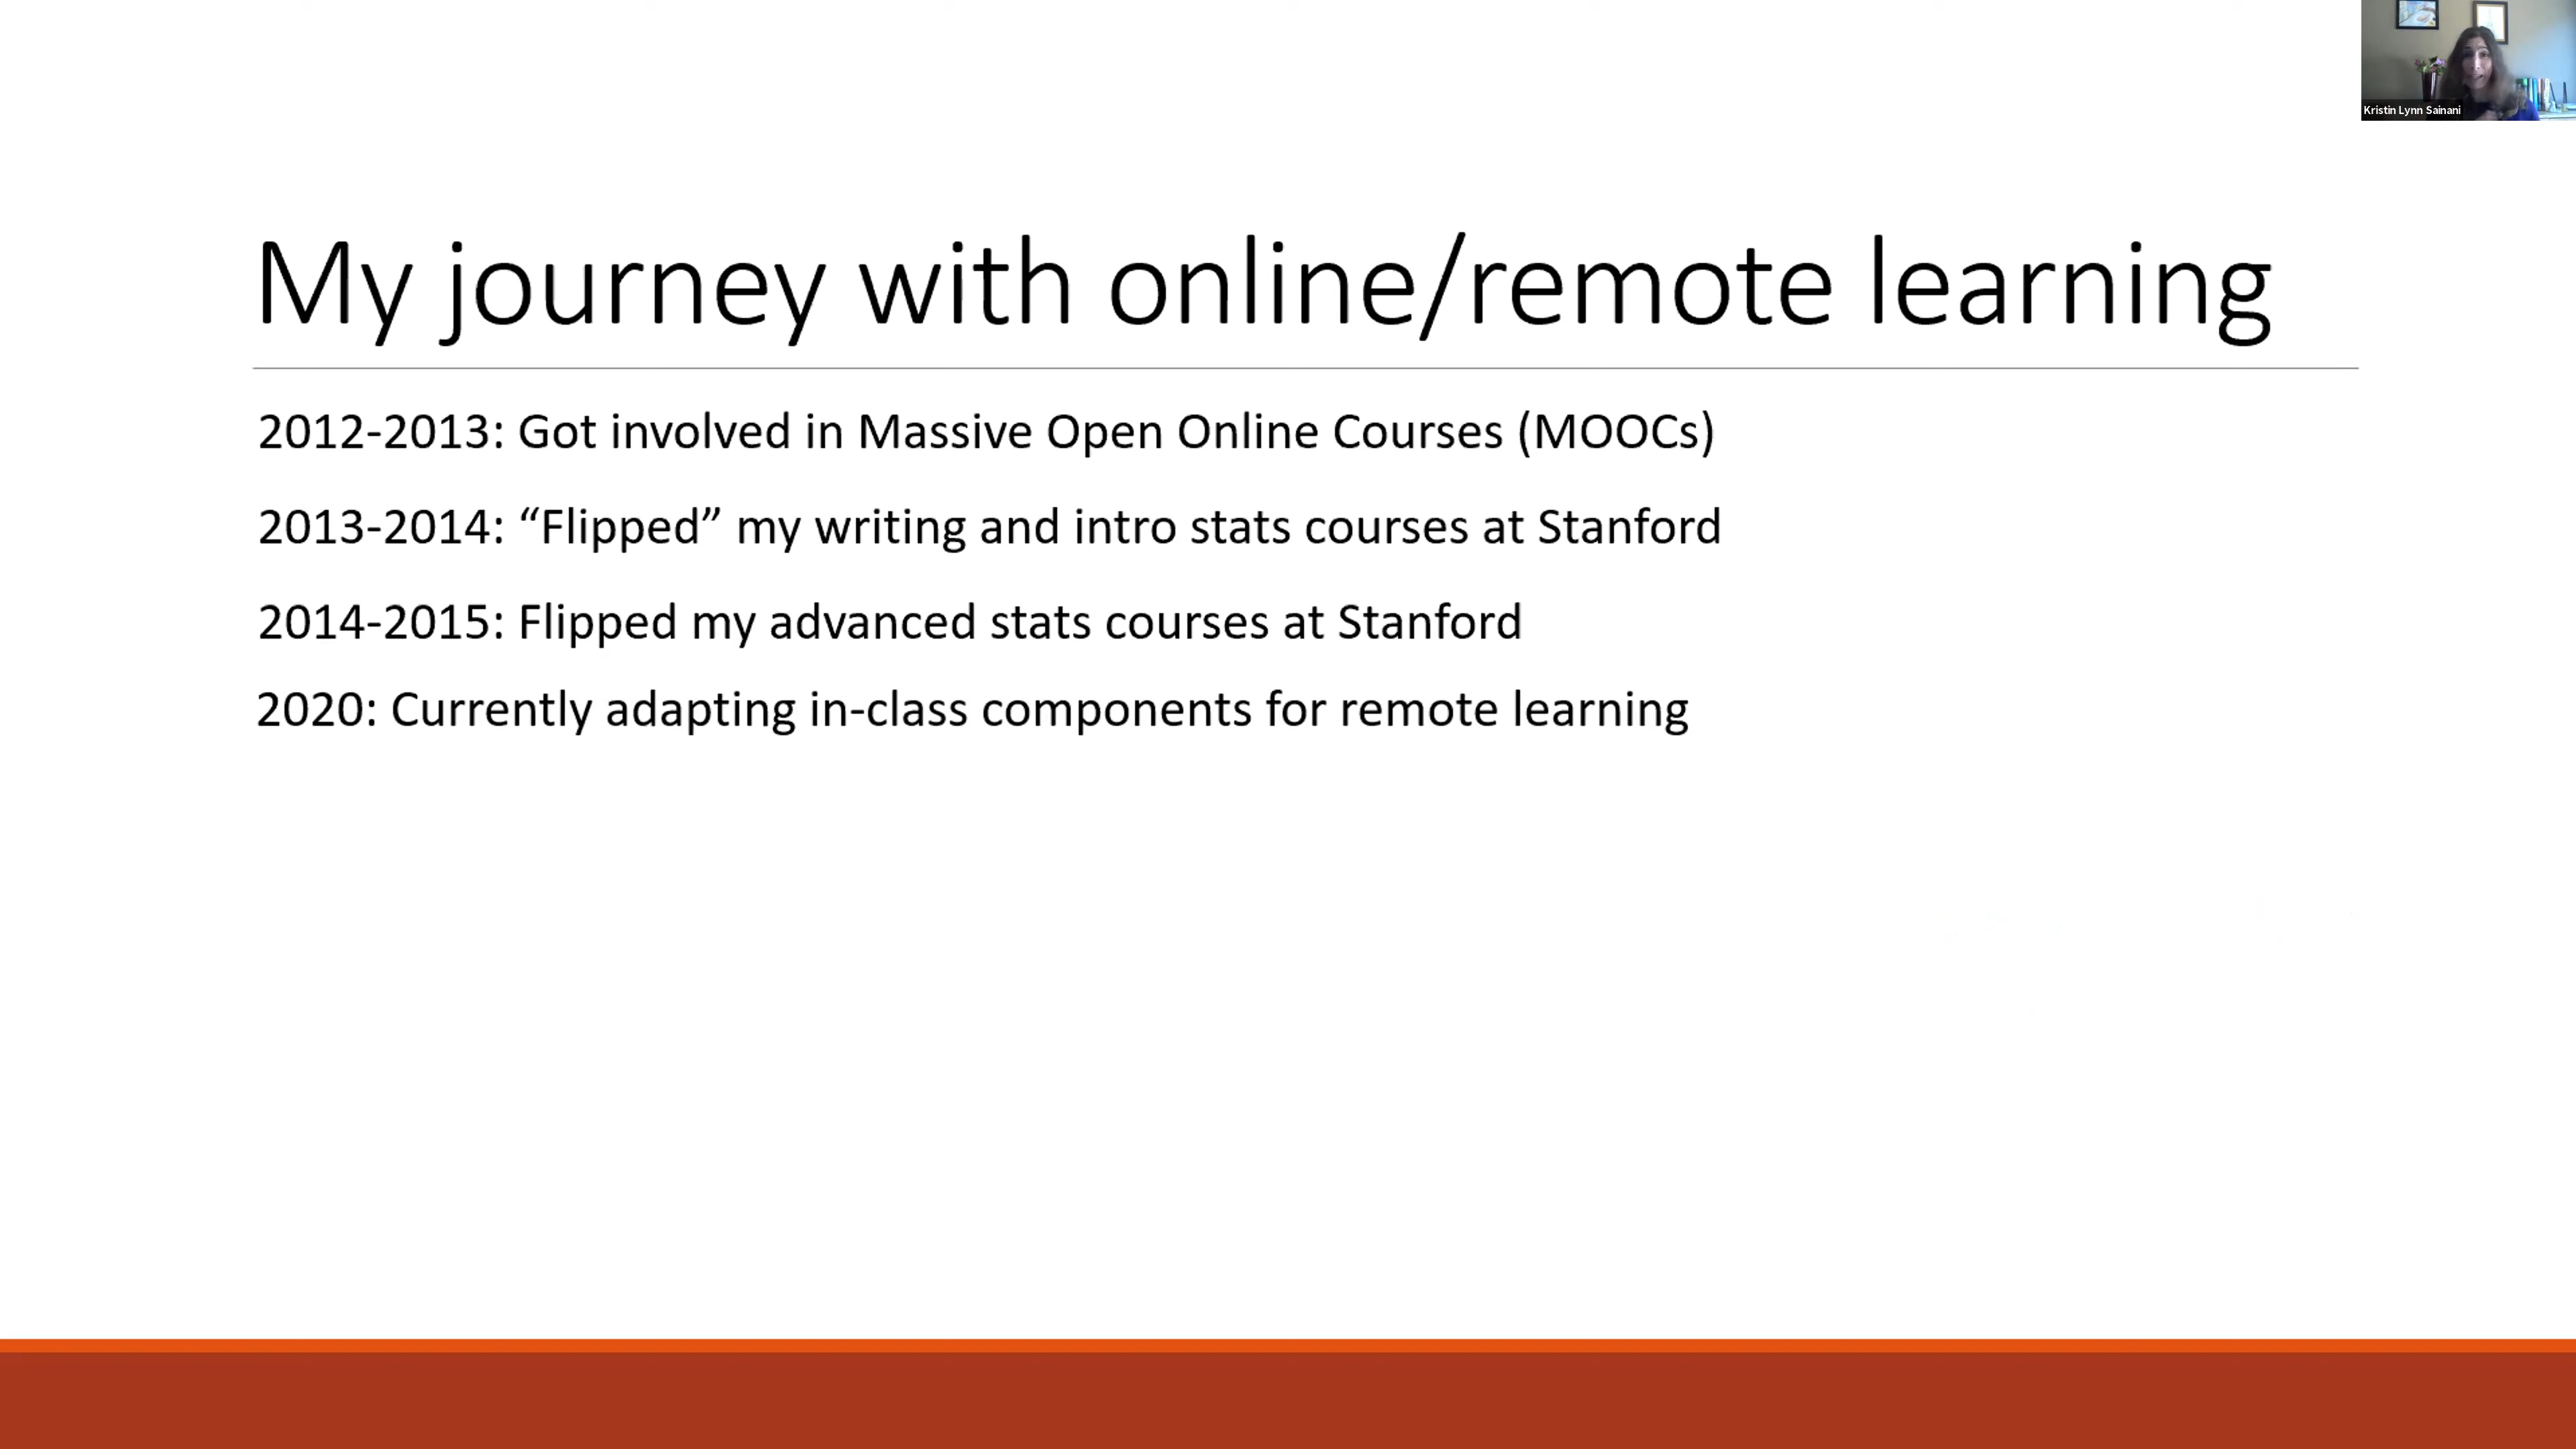 Kristin Lynn Sainani
My journey with online/remote learning
2012-2013: Got involved in Massive Open Online Courses (MOOCs)
2013-2014: “Flipped” my writing and intro stats courses at Stanford
2014-2015: Flipped my advanced stats courses at Stanford
2020: Currently adapting in-class components for remote learning